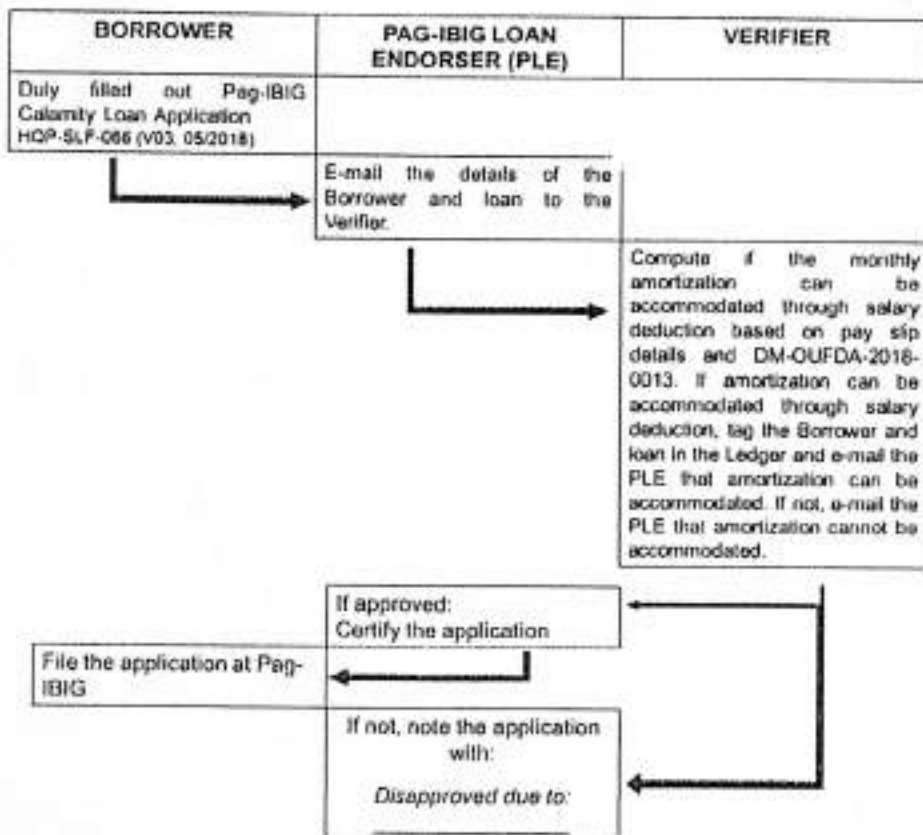 BORROWER
PAG-IBIG LOAN
ENDORSER (PLE)
VERIFIER
Duly filled out Pag-IBIG
Calamity Loan Application
HQP-SLF-066 (V03, 05/2018)
E-mail the details of the
Borrower and loan to the
Verifier.
Compute if the monthly
amortization can be
accommodated through salary
deduction based on pay slip
details and DM-OUFDA-2018-
0013. If amortization can be
accommodated through salary
deduction, tag the Borrower and
loan in the Ledger and e-mail the
PLE that amortization can be
accommodated. If not, e-mail the
PLE that amortization cannot be
accommodated.
If approved:
Certify the application
File the application at Pag-
IBIG
If not, note the application
with:
Disapproved due to: